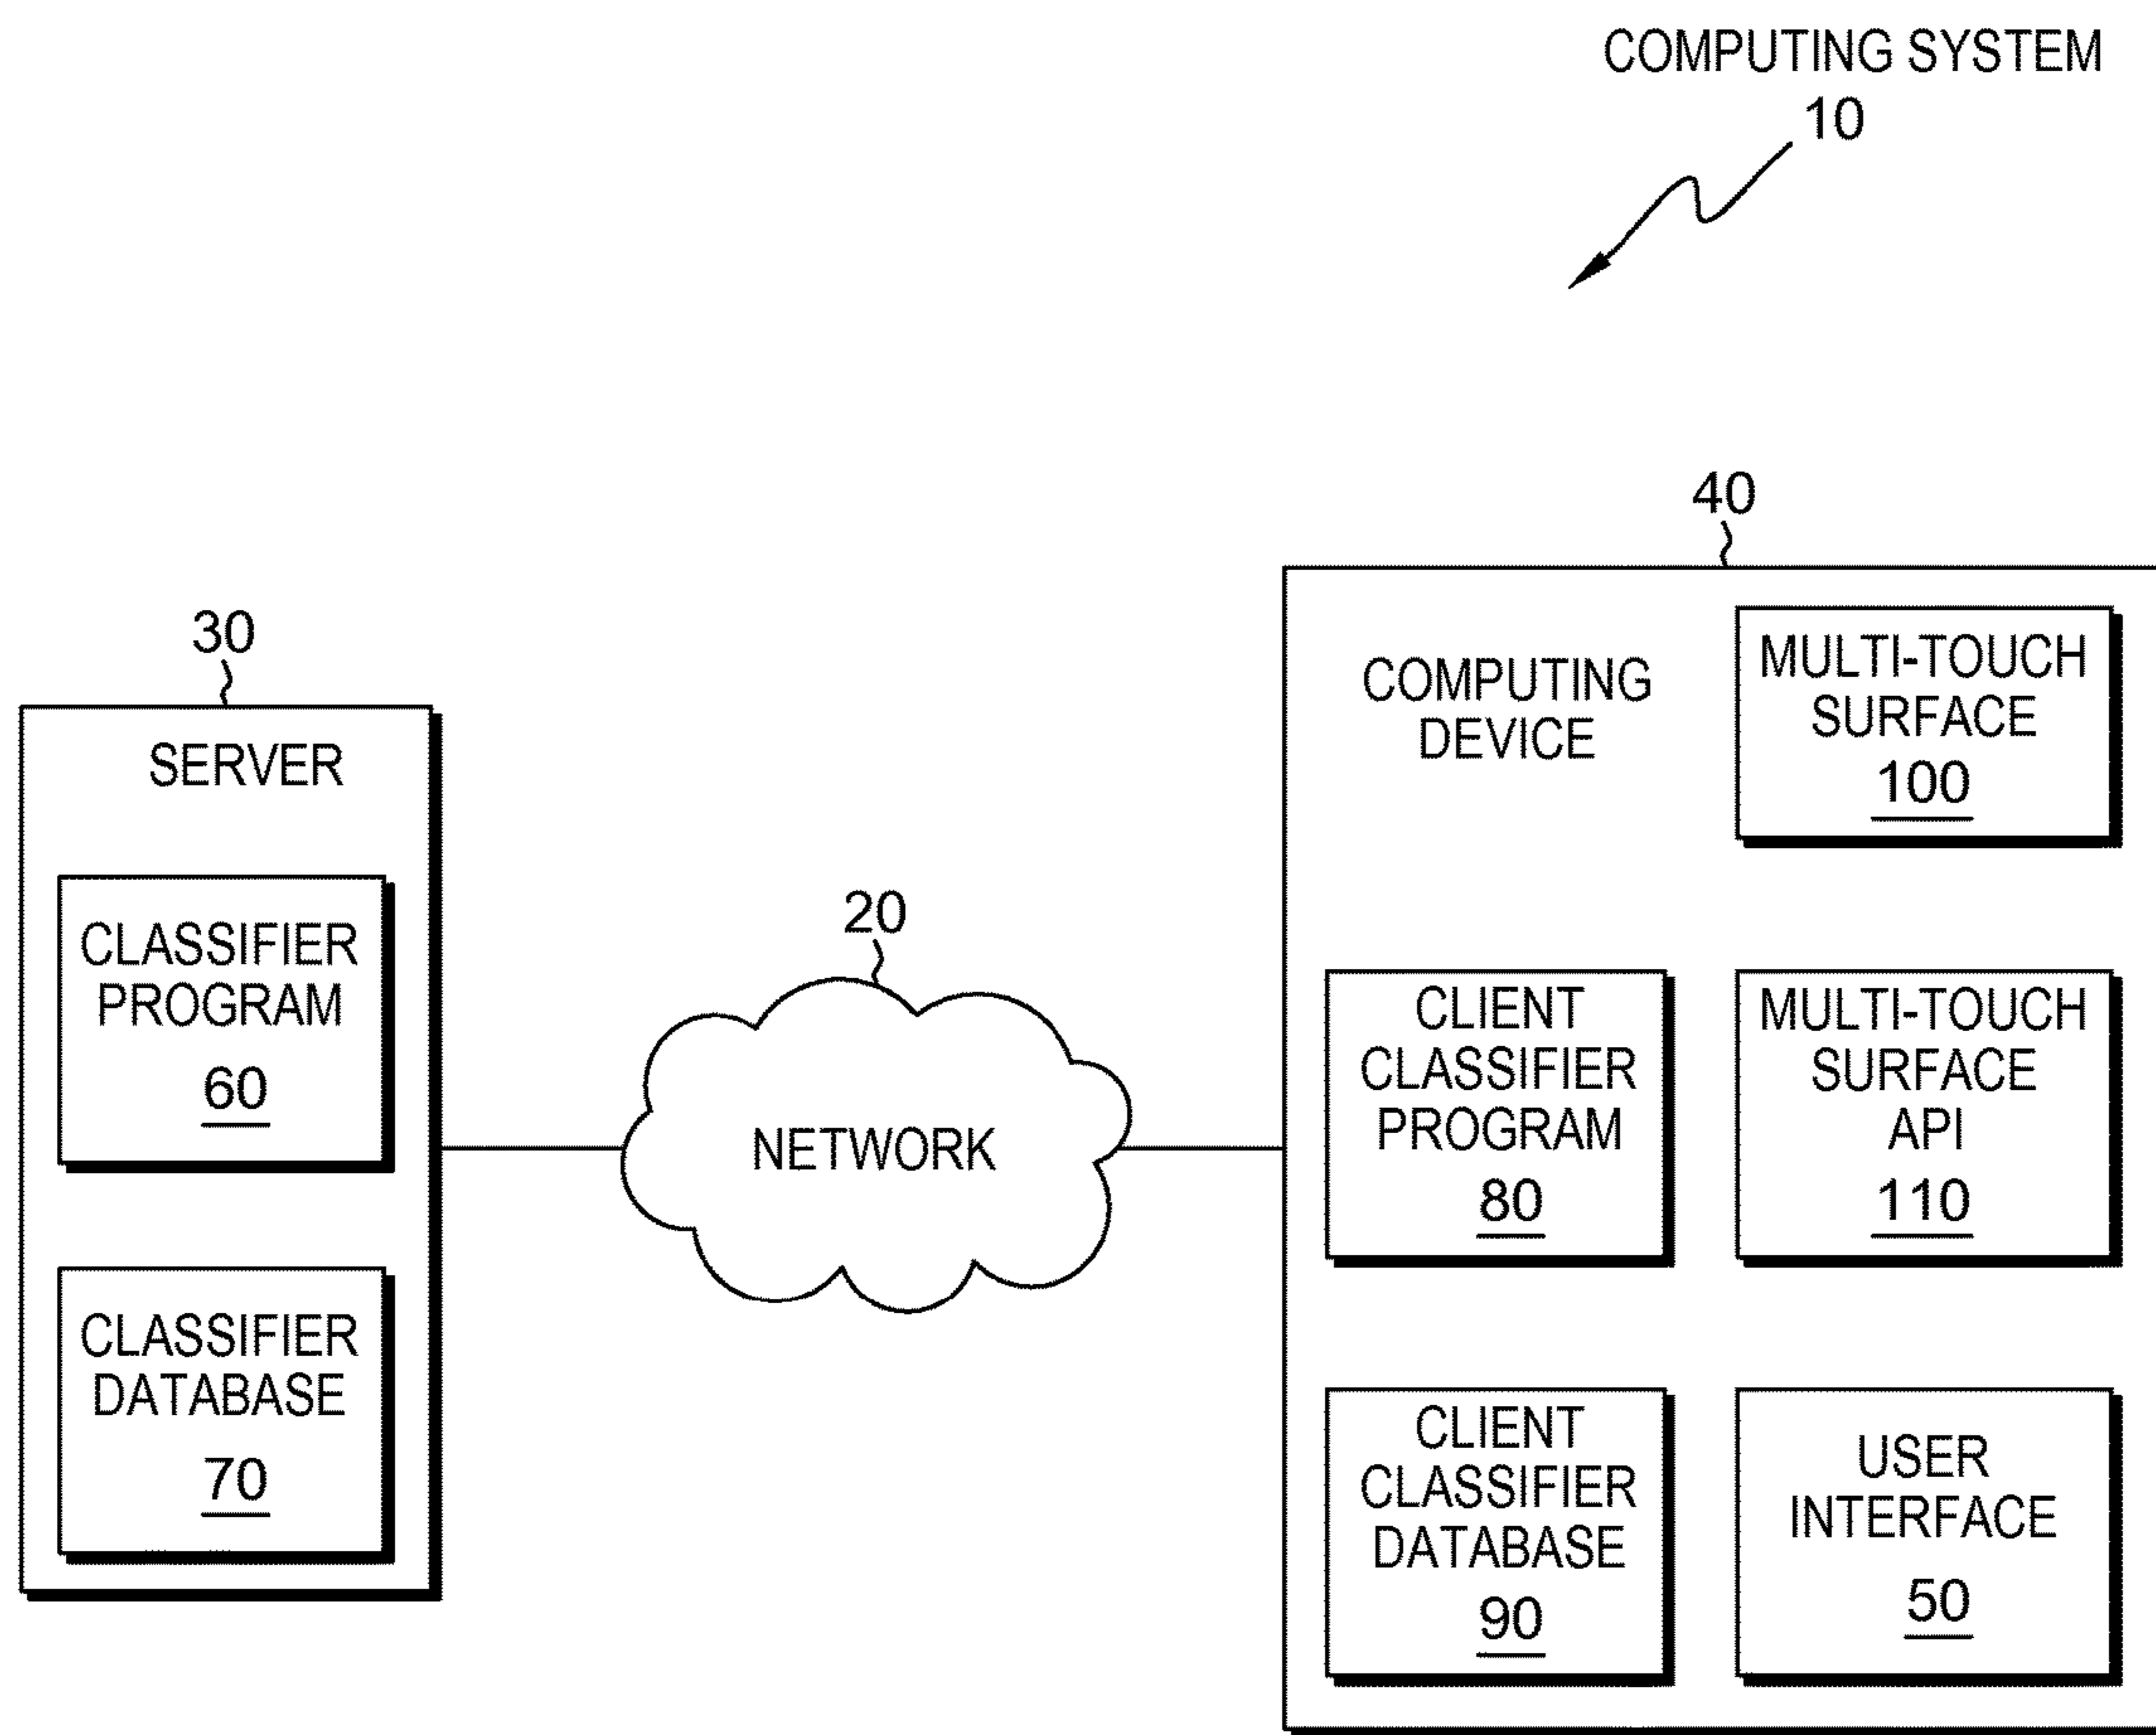 COMPUTING SYSTEM
10
30
SERVER
CLASSIFIER
PROGRAM
60
CLASSIFIER
DATABASE
70
20
NETWORK
40
COMPUTING
DEVICE
MULTI-TOUCH
SURFACE
100
CLIENT
CLASSIFIER
PROGRAM
80
MULTI-TOUCH
SURFACE
API
110
CLIENT
CLASSIFIER
DATABASE
90
USER
INTERFACE
50